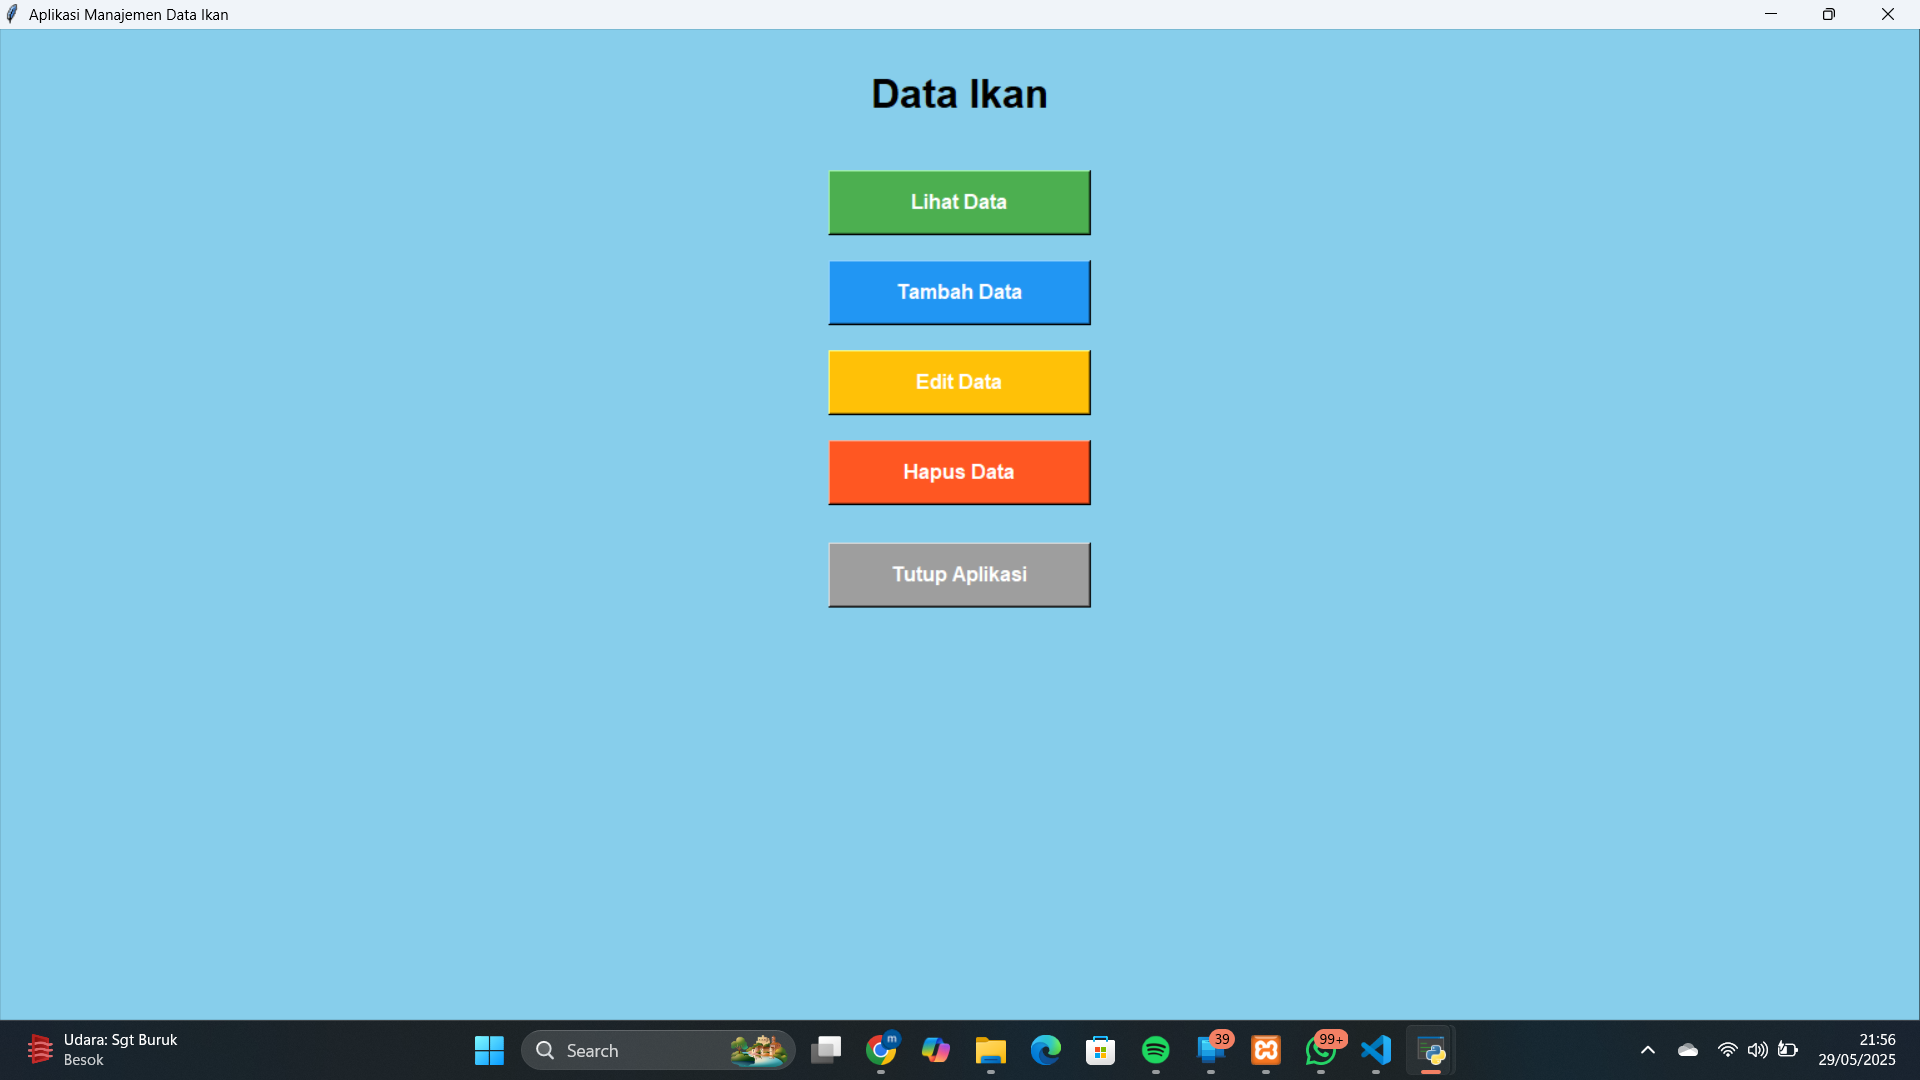 Aplikasi Manajemen Data Ikan
Data Ikan
Lihat Data
Tambah Data
Edit Data
Hapus Data
Tutup Aplikasi
Udara: Sgt Buruk
Besok
Search
m
39
99+
21:56
29/05/2025